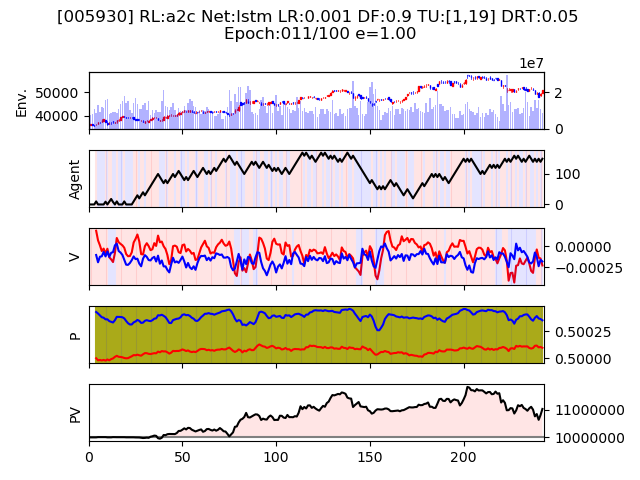 [005930] RL:a2c Net:lstm LR:0.001 DF:0.9 TU:[1,19] DRT:0.05
Epoch:011/100 e=1.00
1e7
Env.
50000
40000
2
0
Agent
100
0
V
0.00000
−0.00025
P
0.50025
0.50000
PV
11000000
10000000
0 50 100 150 200